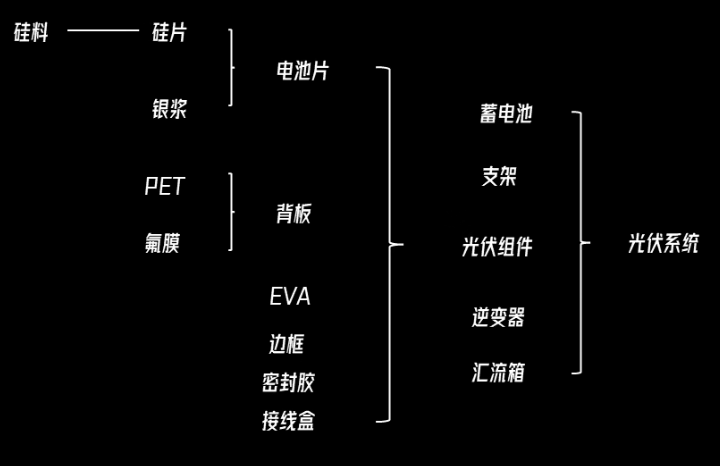 硅料 硅片
电池片
银浆
蓄电池
支架
PET
背板
氟膜
光伏组件
光伏系统
EVA
逆变器
边框
汇流箱
密封胶
接线盒